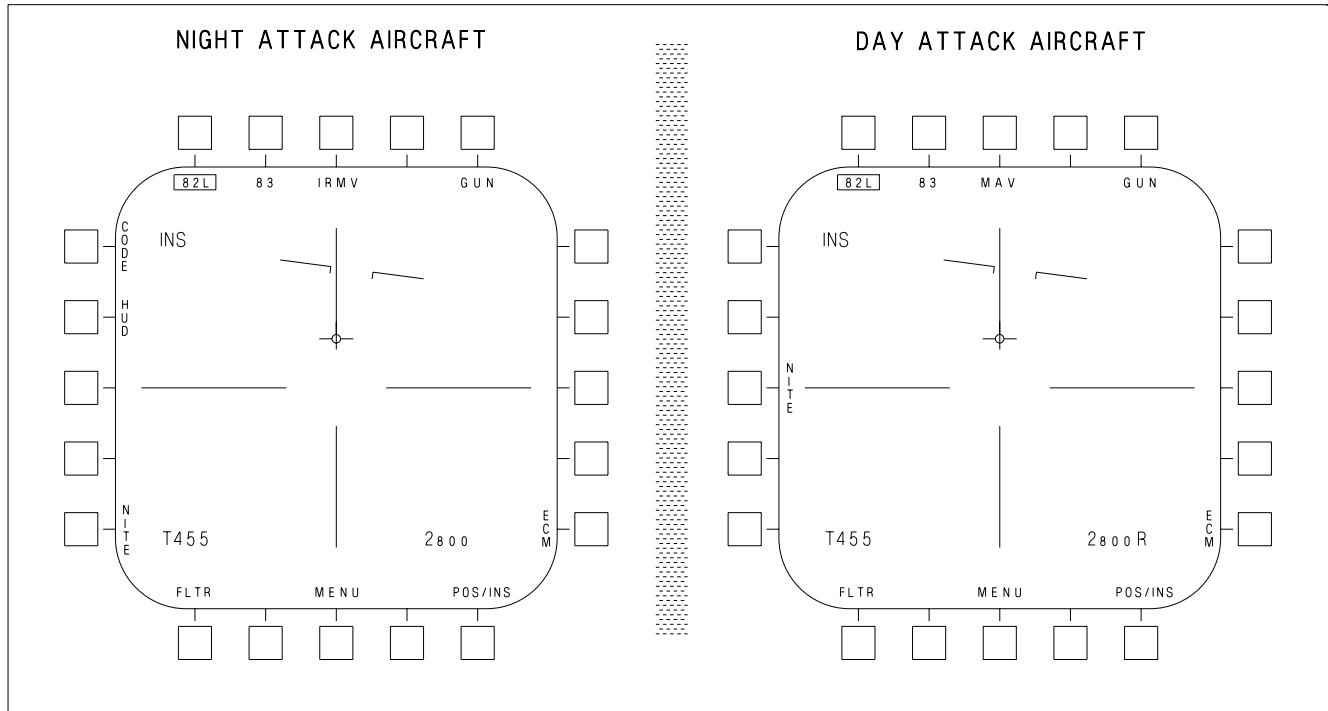 NIGHT ATTACK AIRCRAFT
82L 83 IRMV GUN
CODE
INS
HUD
NITE
T455 2800
ECM
FLTR MENU POS/INS
DAY ATTACK AIRCRAFT
82L 83 MAV GUN
INS
NITE
T455 2800R
ECM
FLTR MENU POS/INS